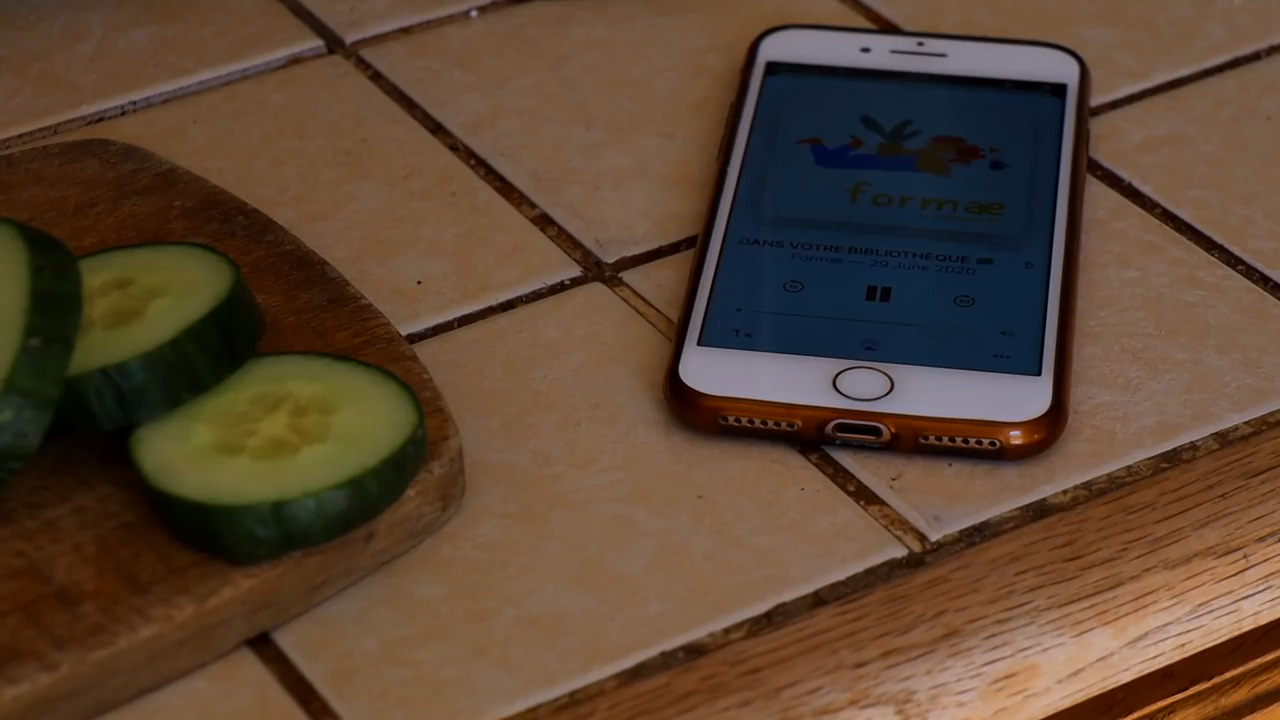 formæ
DANS VOTRE BIBLIOTHÈQUE
Formæ — 29 June 2020
1×